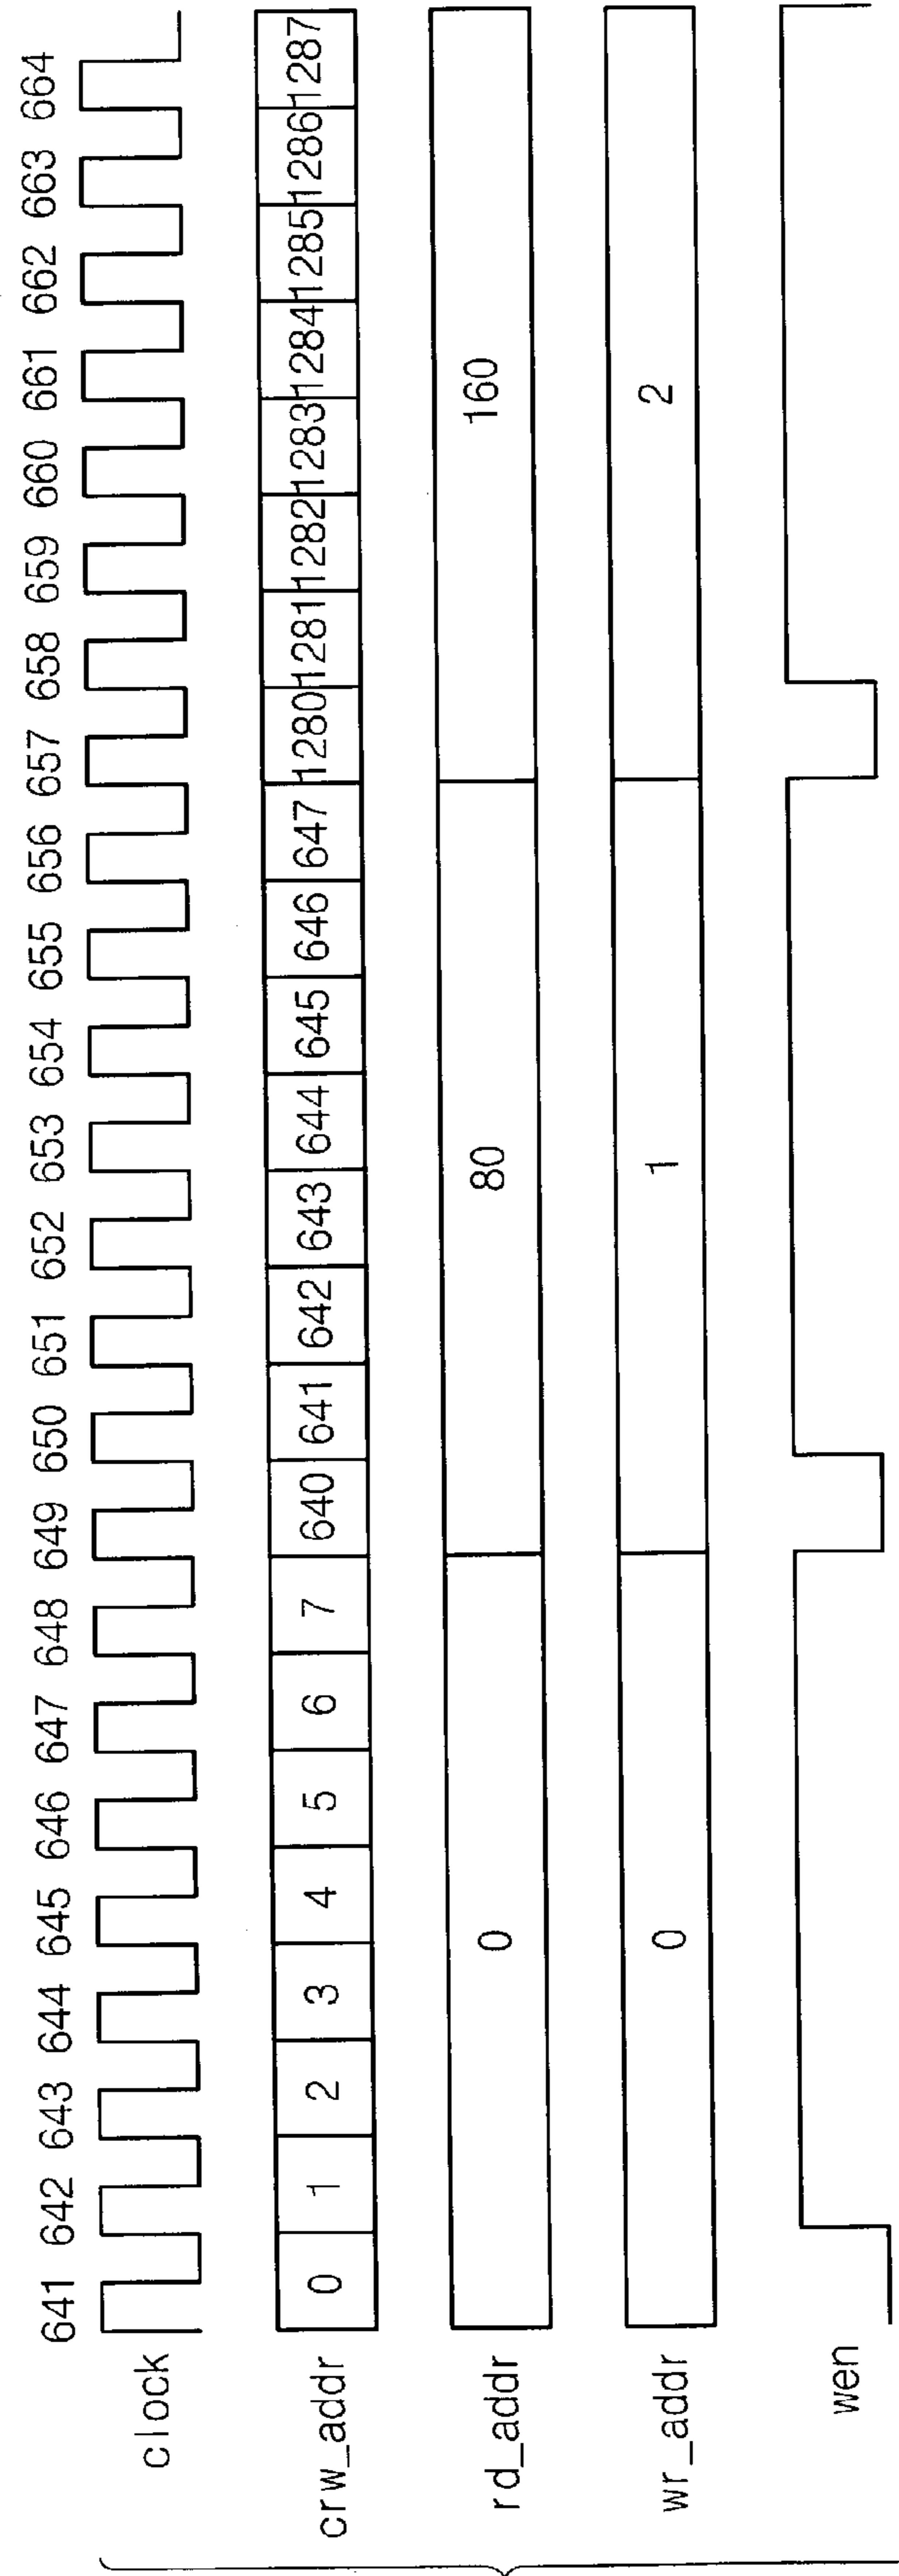 641 642 643 644 645 646 647 648 649 650 651 652 653 654 655 656 657 658 659 660 661 662 663 664
clock
crw_addr 0 1 2 3 4 5 6 7 640 641 642 643 644 645 646 647 1280 1281 1282 1283 1284 1285 1286 1287
rd_addr 0 80 160
wr_addr 0 1 2
wen